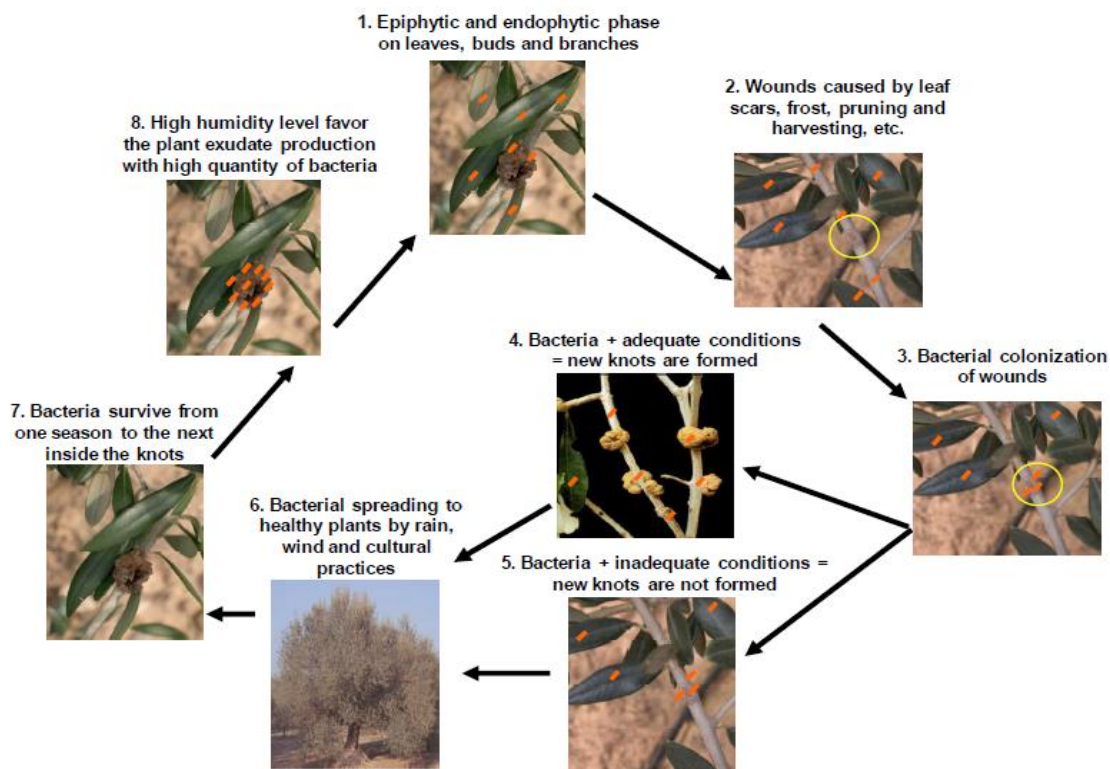 1. Epiphytic and endophytic phase
on leaves, buds and branches
2. Wounds caused by leaf
scars, frost, pruning and
harvesting, etc.
3. Bacterial colonization
of wounds
4. Bacteria + adequate conditions
= new knots are formed
5. Bacteria + inadequate conditions =
new knots are not formed
6. Bacterial spreading to
healthy plants by rain,
wind and cultural
practices
7. Bacteria survive from
one season to the next
inside the knots
8. High humidity level favor
the plant exudate production
with high quantity of bacteria